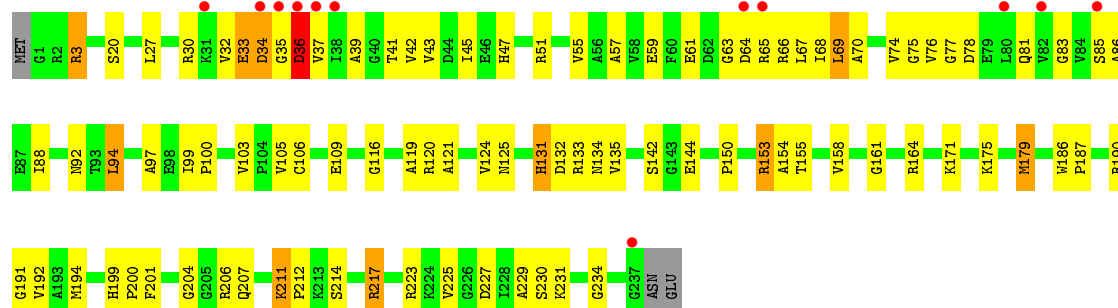 MET G1 R2 R3 S20 L27 R30 K31 V32 E33 D34 G35 D36 V37 I38 A39 G40 T41 V42 V43 D44 I45 E46 H47 R51 V55 A56 A57 V58 E59 F60 E61 D62 G63 D64 R65 R66 L67 I68 L69 A70 V74 G75 V76 G77 D78 E79 L80 Q81 V82 G83 V84 S85 A86
E87 I88 N92 T93 L94 A97 E98 I99 P100 V103 P104 V105 C106 E109 G116 A119 R120 A121 V124 N125 H131 D132 R133 N134 V135 S142 G143 E144 P150 R153 A154 T155 V158 G161 R164 K171 K175 M179 W186 P187 R190
G191 V192 A193 M194 H199 P200 F201 G204 G205 R206 Q207 K211 P212 K213 S214 R217 R223 K224 V225 G226 D227 I228 A229 S230 K231 G234 G237 ASN GLU